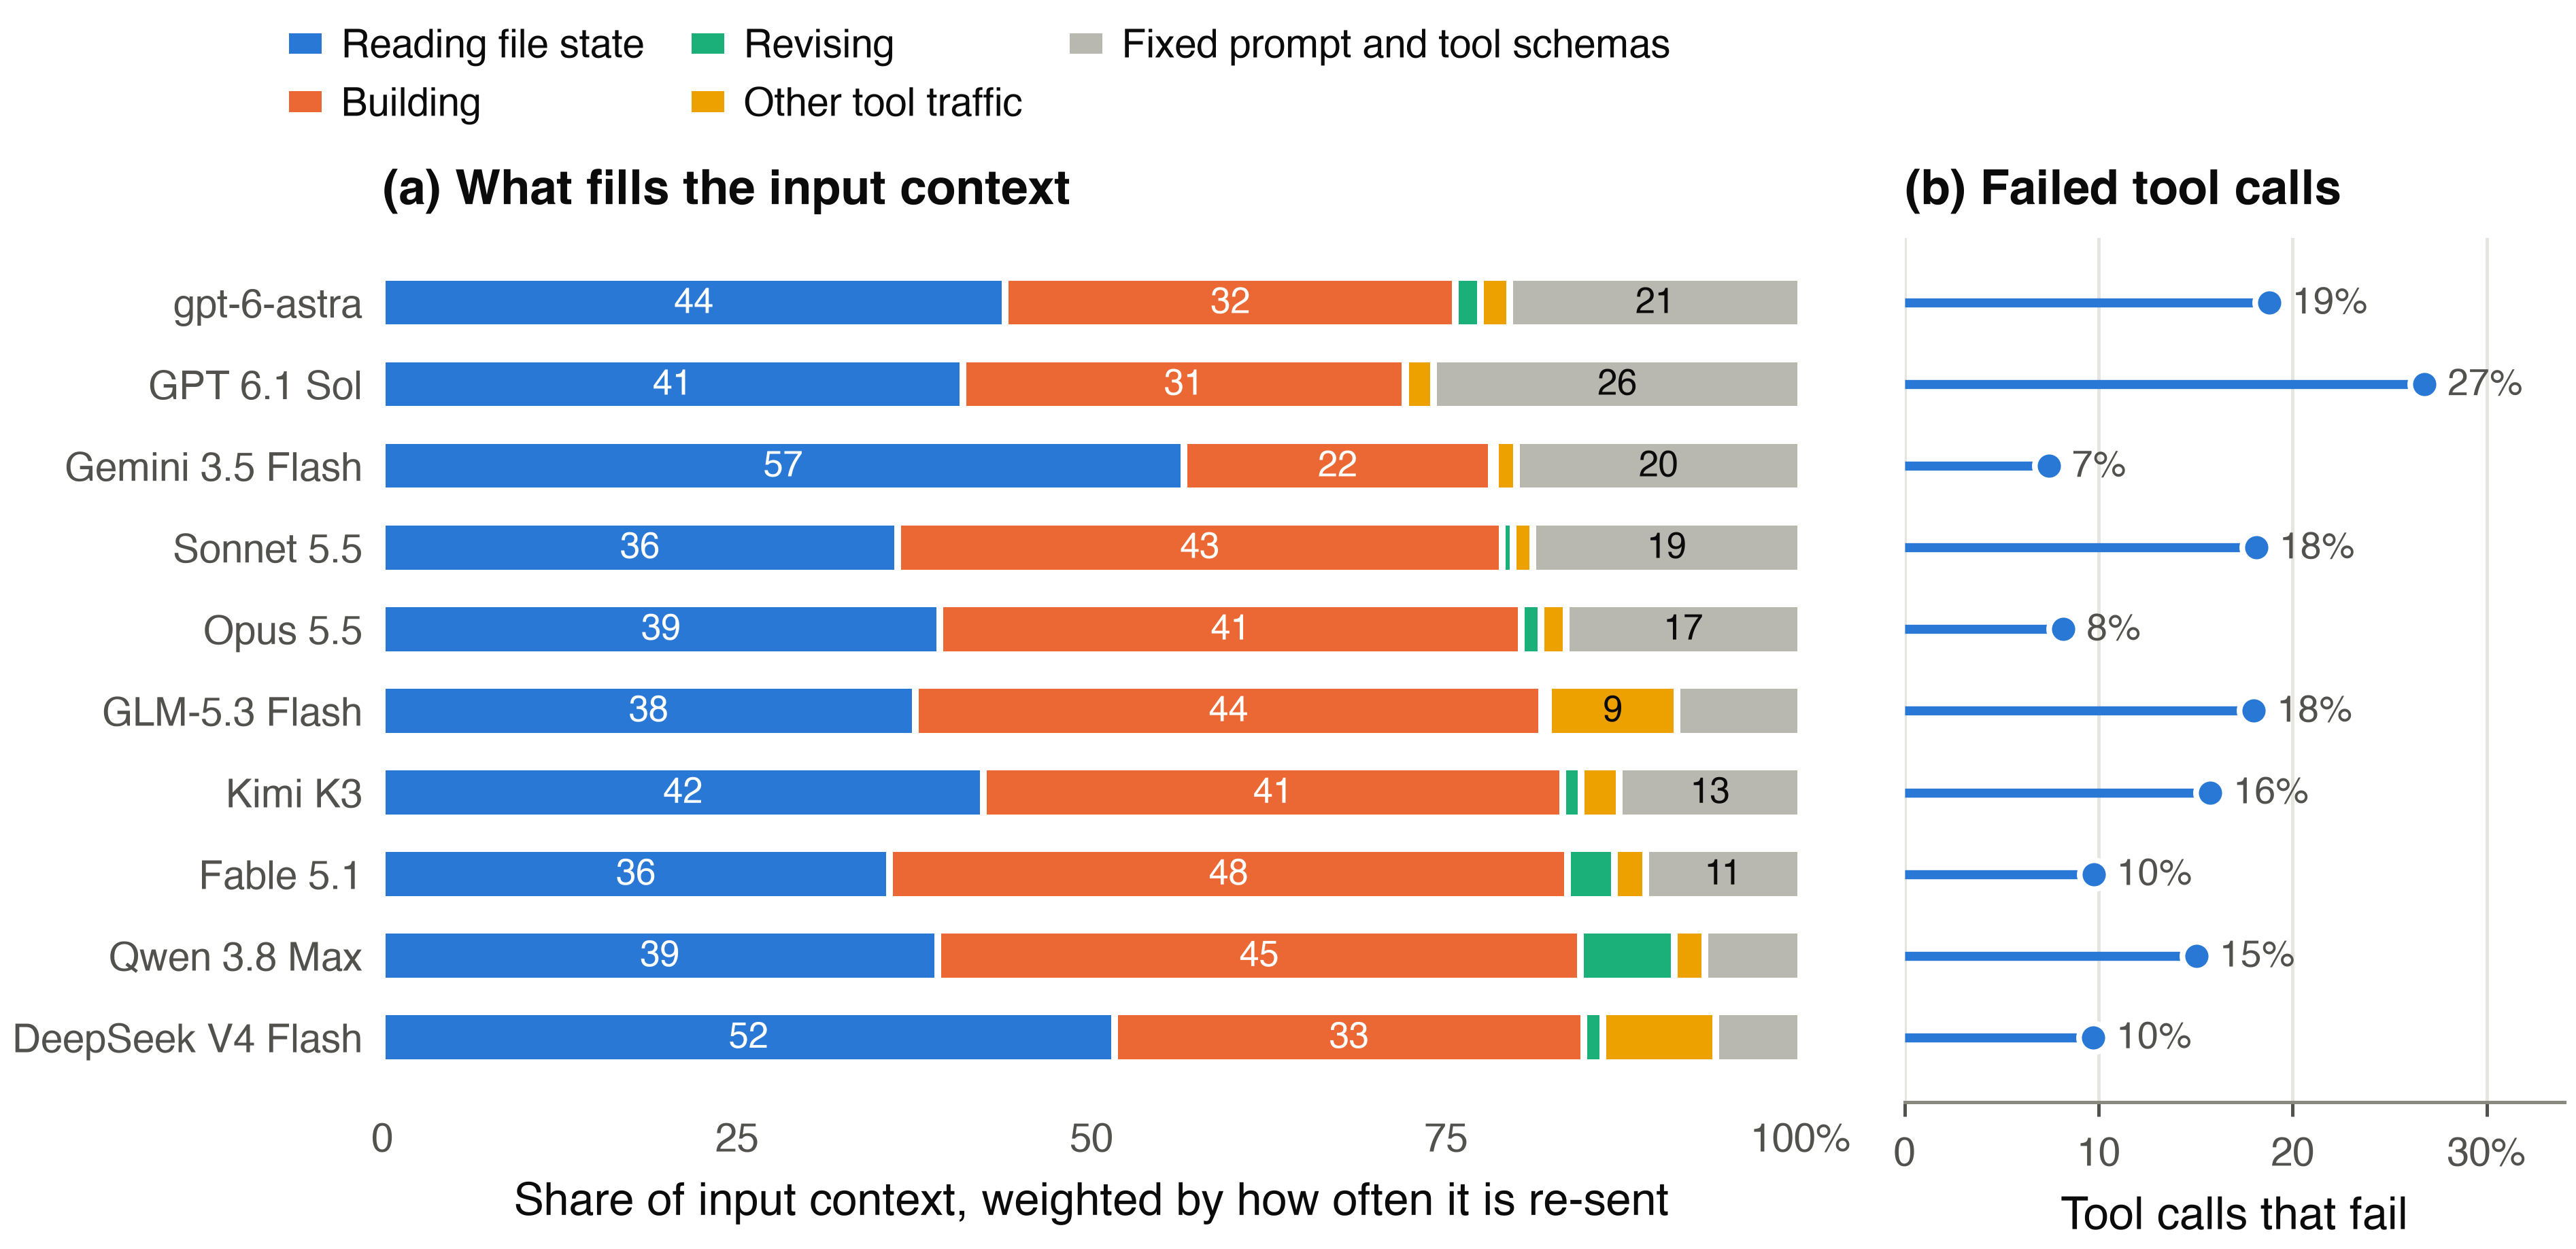 Reading file state
Revising
Fixed prompt and tool schemas
Building
Other tool traffic
(a) What fills the input context
(b) Failed tool calls
gpt-6-astra 44 32 21 19%
GPT 6.1 Sol 41 31 26 27%
Gemini 3.5 Flash 57 22 20 7%
Sonnet 5.5 36 43 19 18%
Opus 5.5 39 41 17 8%
GLM-5.3 Flash 38 44 9 18%
Kimi K3 42 41 13 16%
Fable 5.1 36 48 11 10%
Qwen 3.8 Max 39 45 15%
DeepSeek V4 Flash 52 33 10%
0 25 50 75 100%
0 10 20 30%
Share of input context, weighted by how often it is re-sent
Tool calls that fail